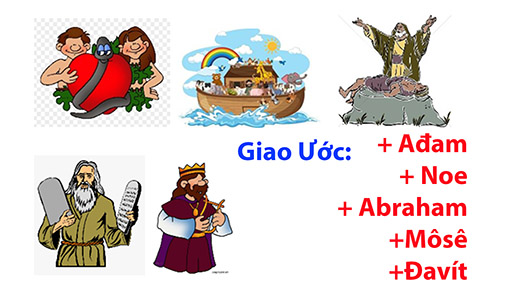 Giao Ước:
+ Ađam
+ Noe
+ Abraham
+Môsê
+Đavít